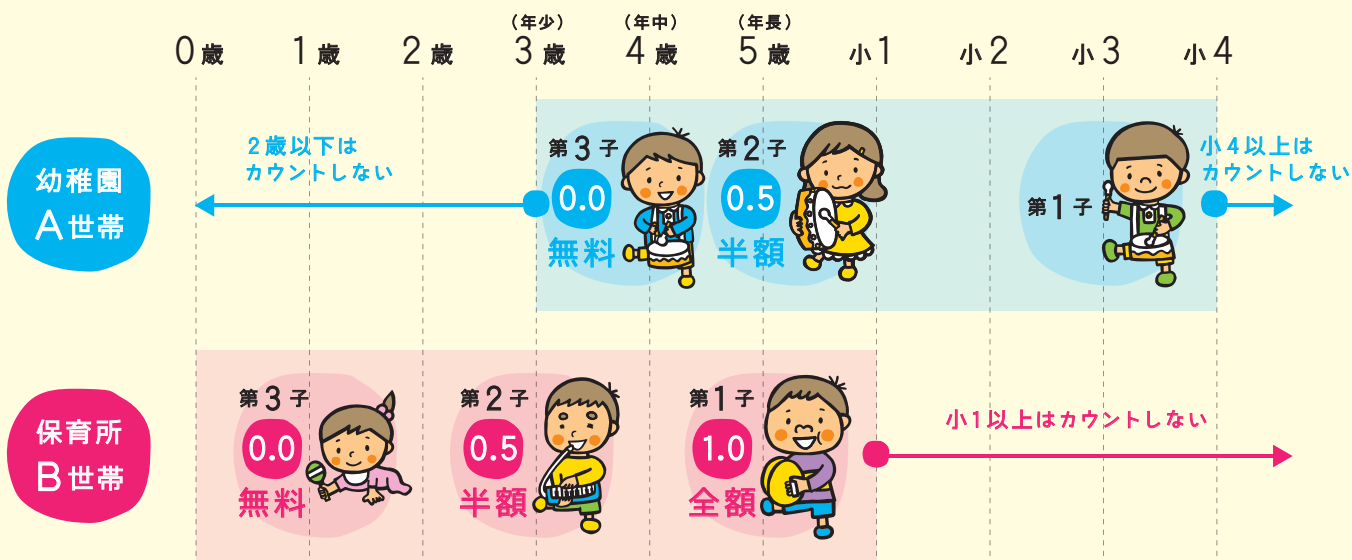 （年少）（年中）（年長）
0歳 1歳 2歳 3歳 4歳 5歳 小1 小2 小3 小4
幼稚園
A世帯
2歳以下は
カウントしない
第3子
0.0
無料
第2子
0.5
半額
第1子
小4以上は
カウントしない
保育所
B世帯
第3子
0.0
無料
第2子
0.5
半額
第1子
1.0
全額
小1以上はカウントしない